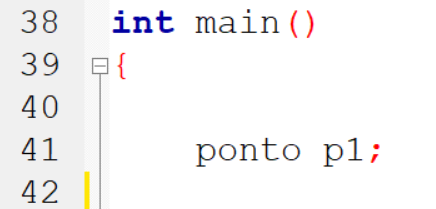 38 int main()
39 {
40
41 ponto p1;
42